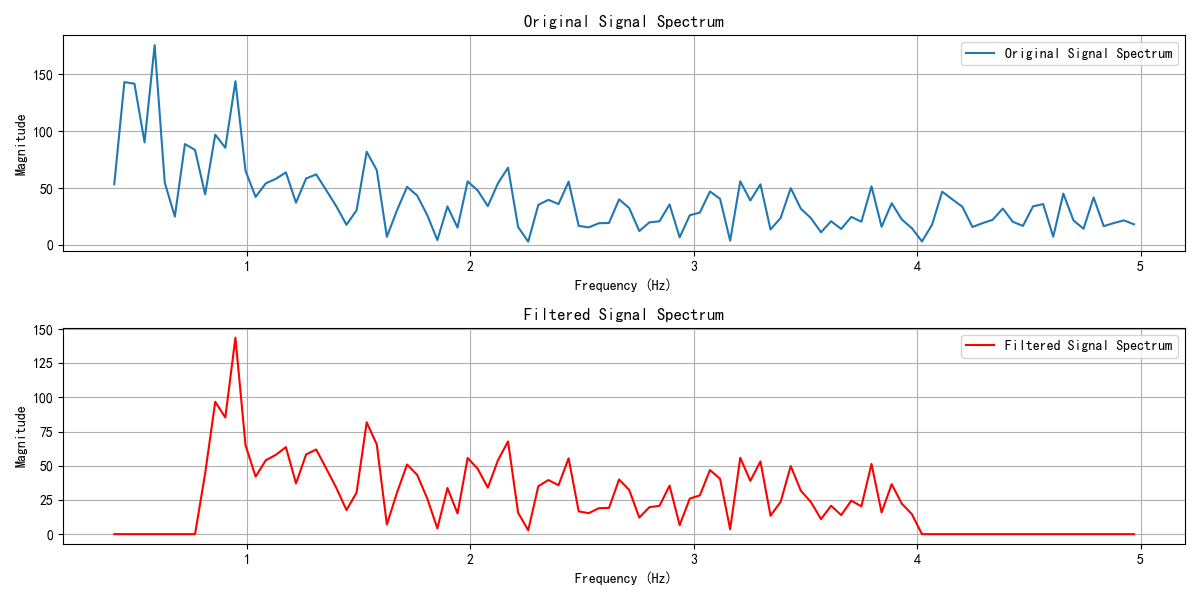 Original Signal Spectrum
Original Signal Spectrum
Magnitude
150
100
50
0
1 2 3 4 5
Frequency (Hz)
Filtered Signal Spectrum
Filtered Signal Spectrum
Magnitude
150
125
100
75
50
25
0
1 2 3 4 5
Frequency (Hz)